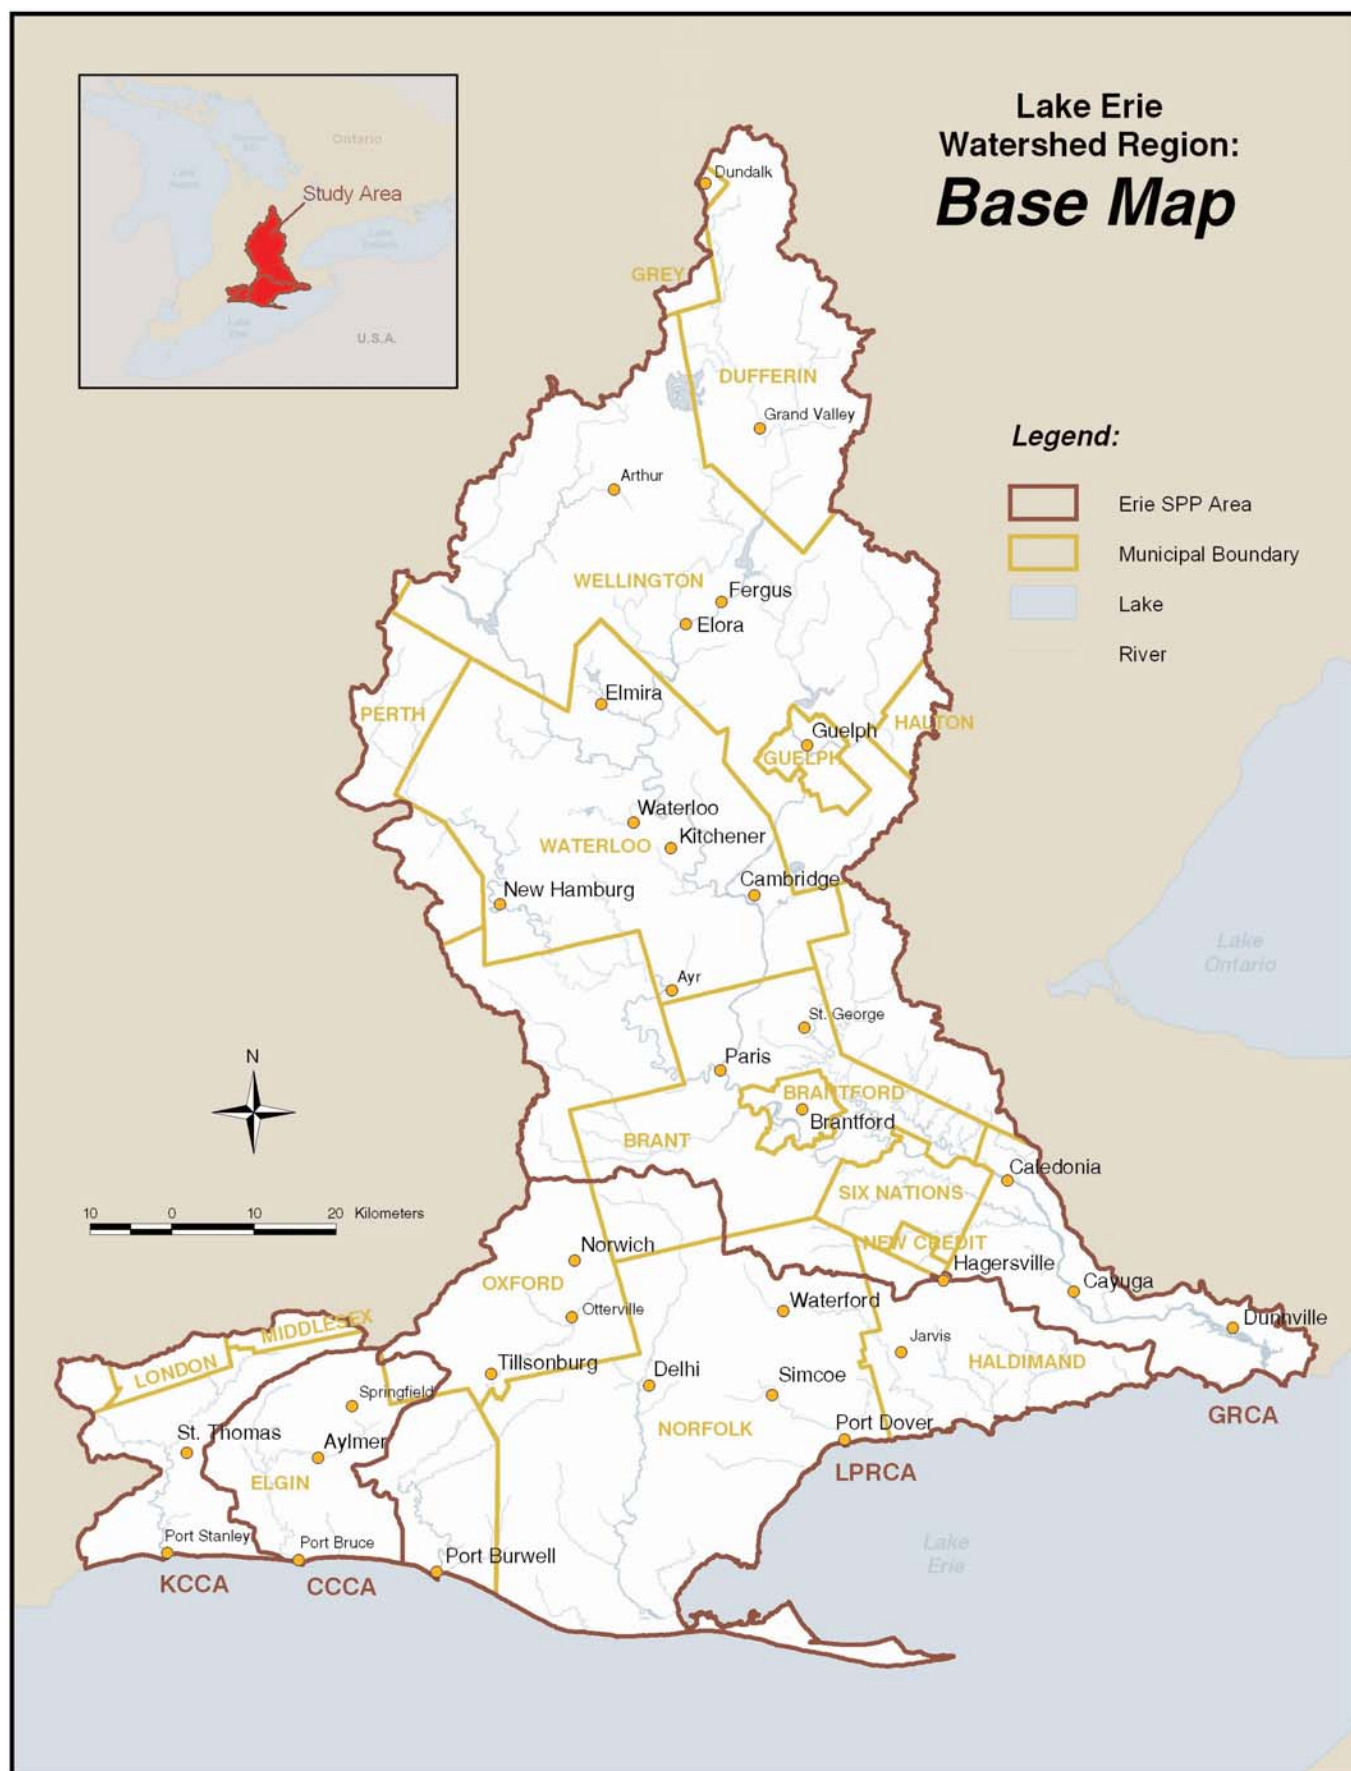 Lake Erie
Watershed Region:
Base Map
Ontario
Study Area
U.S.A.
Dundalk
GREY
DUFFERIN
Grand Valley
Arthur
Legend:
Erie SPP Area
Municipal Boundary
Lake
River
WELLINGTON
Fergus
Elora
Elmira
PERTH
HALTON
Guelph
GUELPH
Waterloo
Kitchener
WATERLOO
Cambridge
New Hamburg
Lake
Ontario
Ayr
St. George
N
Paris
BRANTFORD
Brantford
BRANT
Caledonia
SIX NATIONS
10 0 10 20 Kilometers
NEW CREDIT
Norwich
Hagersville
OXFORD
Cayuga
Waterford
Otterville
Dunnville
MIDDLESEX
Jarvis
LONDON
Tillsonburg
Delhi
HALDIMAND
Simcoe
Springfield
GRCA
Port Dover
NORFOLK
St. Thomas
Aylmer
LPRCA
ELGIN
Port Stanley
Port Bruce
Port Burwell
Lake
Erie
KCCA
CCCA